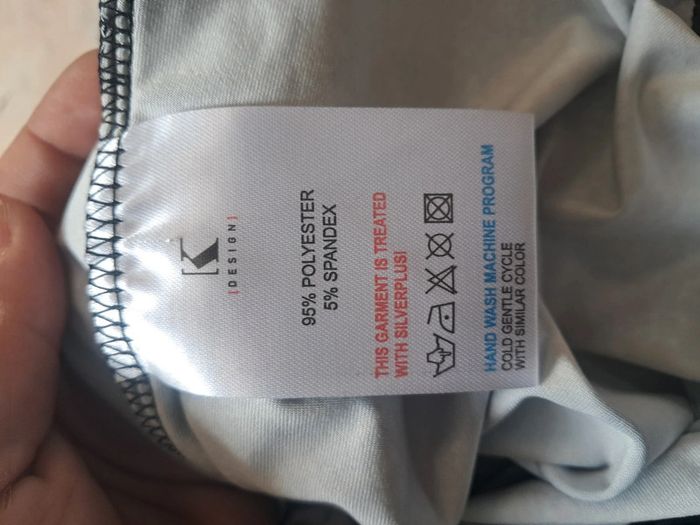 [K
[DESIGN]
95% POLYESTER
5% SPANDEX
THIS GARMENT IS TREATED
WITH SILVERPLUS!
HAND WASH MACHINE PROGRAM
COLD GENTLE CYCLE
WITH SIMILAR COLOR